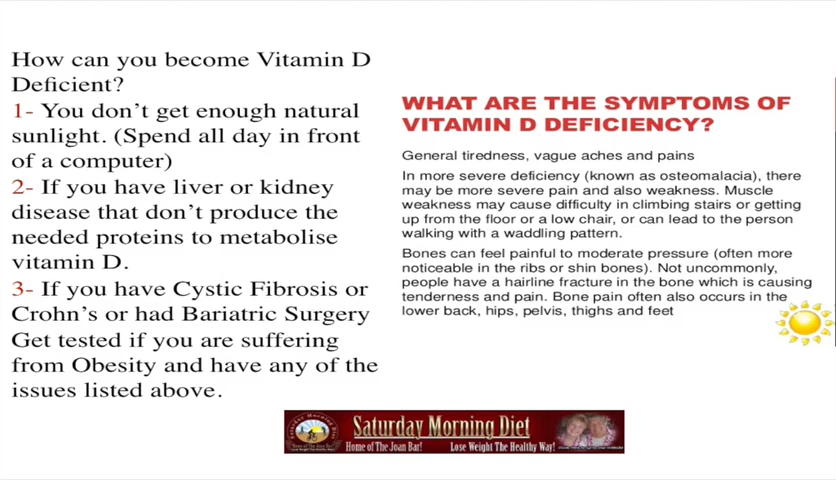 How can you become Vitamin D
Deficient?
1- You don't get enough natural
sunlight. (Spend all day in front
of a computer)
2- If you have liver or kidney
disease that don't produce the
needed proteins to metabolise
vitamin D.
3- If you have Cystic Fibrosis or
Crohn's or had Bariatric Surgery
Get tested if you are suffering
from Obesity and have any of the
issues listed above.
WHAT ARE THE SYMPTOMS OF
VITAMIN D DEFICIENCY?
General tiredness, vague aches and pains
In more severe deficiency (known as osteomalacia), there
may be more severe pain and also weakness. Muscle
weakness may cause difficulty in climbing stairs or getting
up from the floor or a low chair, or can lead to the person
walking with a waddling pattern.
Bones can feel painful to moderate pressure (often more
noticeable in the ribs or shin bones). Not uncommonly,
people have a hairline fracture in the bone which is causing
tenderness and pain. Bone pain often also occurs in the
lower back, hips, pelvis, thighs and feet
Saturday Morning Diet
Home of The Joan Bar! Lose Weight The Healthy Way!